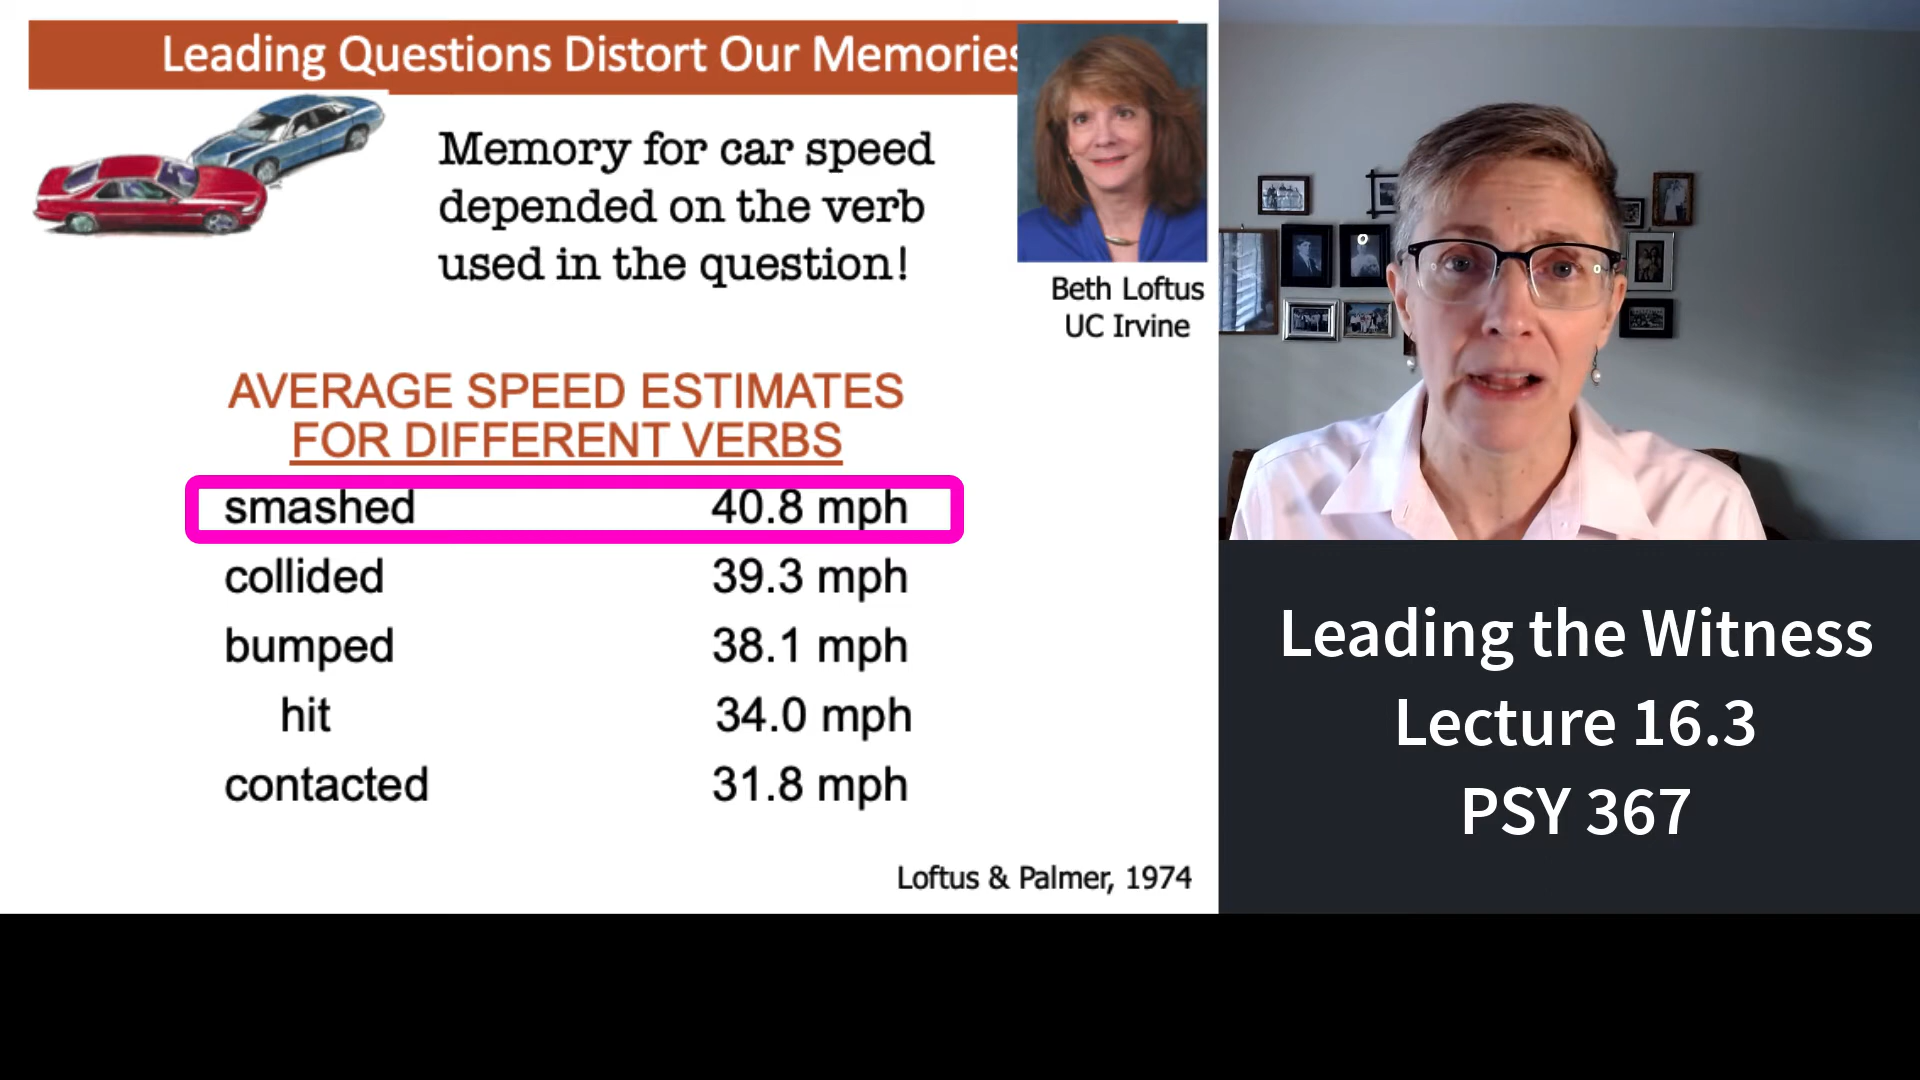 Leading Questions Distort Our Memories
Memory for car speed
depended on the verb
used in the question!
Beth Loftus
UC Irvine
AVERAGE SPEED ESTIMATES
FOR DIFFERENT VERBS
smashed 40.8 mph
collided 39.3 mph
bumped 38.1 mph
hit 34.0 mph
contacted 31.8 mph
Loftus & Palmer, 1974
Leading the Witness
Lecture 16.3
PSY 367